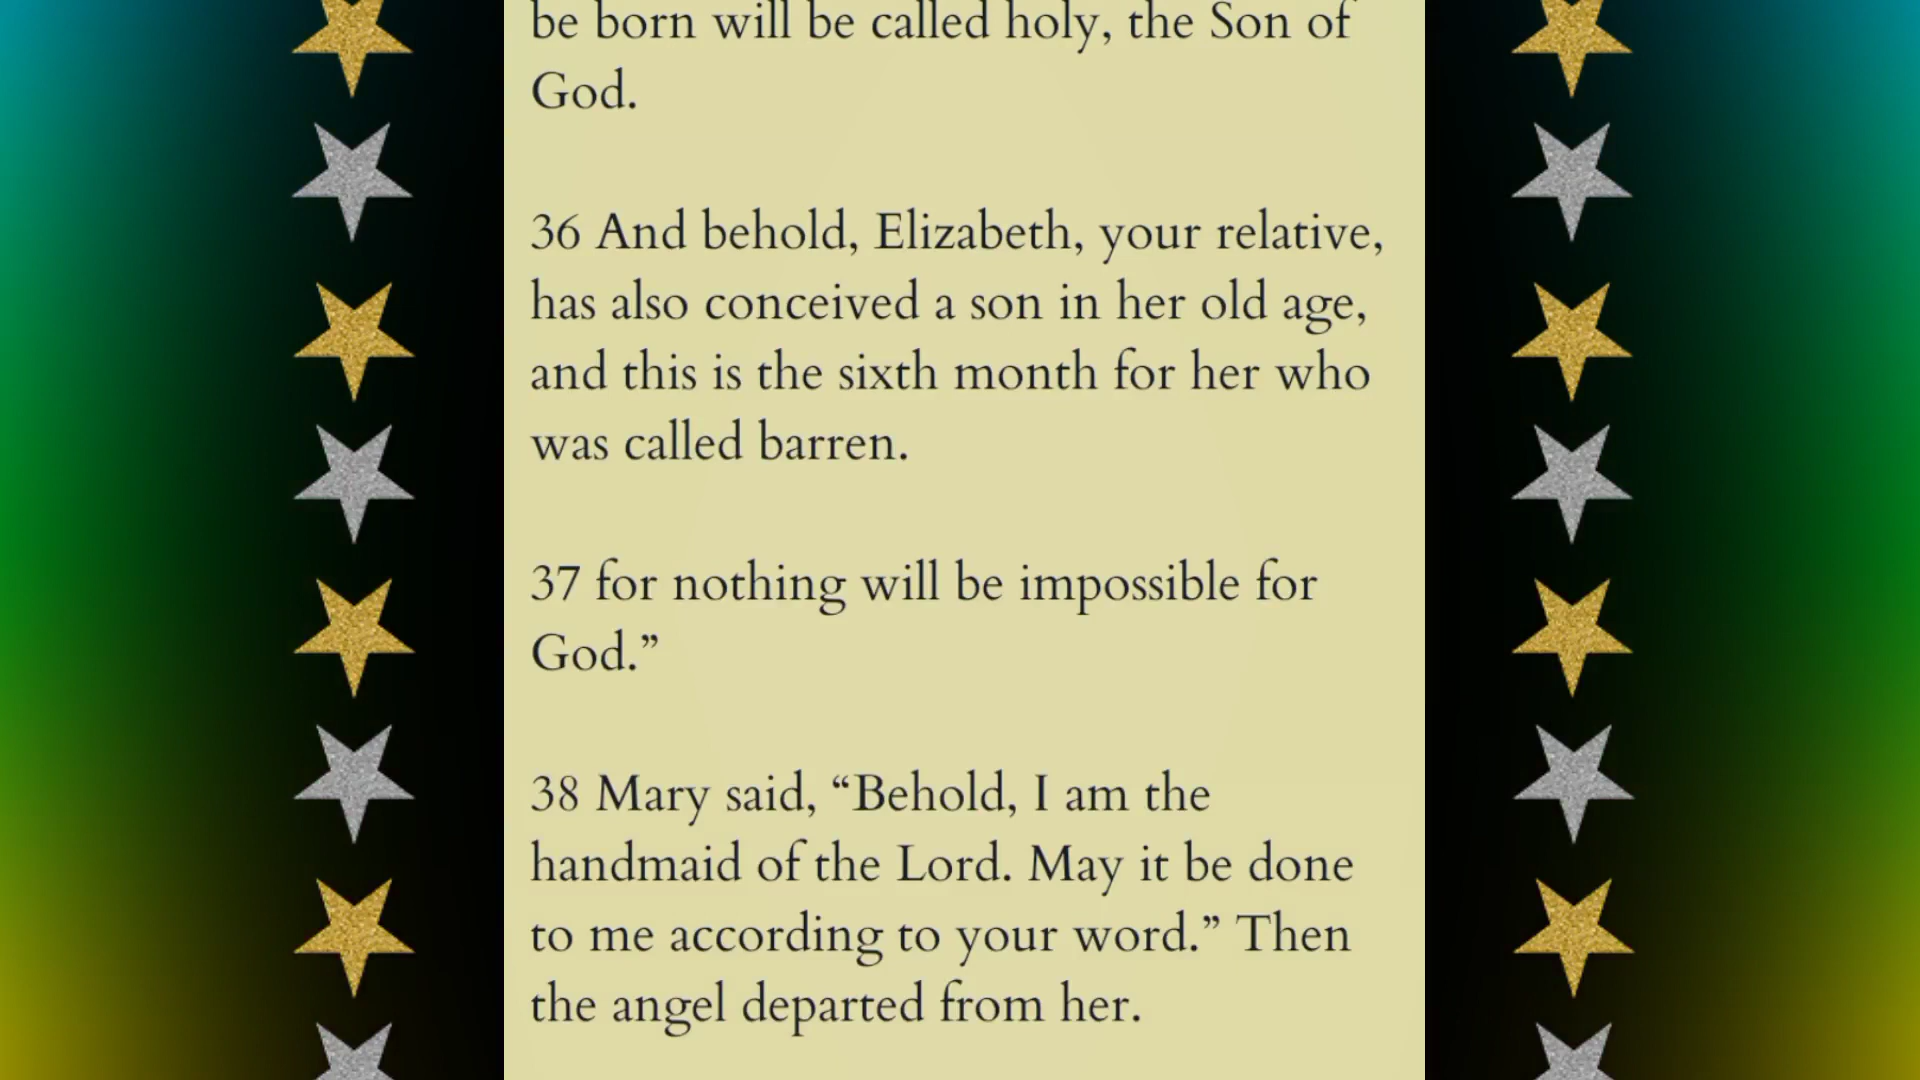 be born will be called holy, the Son of
God.
36 And behold, Elizabeth, your relative,
has also conceived a son in her old age,
and this is the sixth month for her who
was called barren.
37 for nothing will be impossible for
God.”
38 Mary said, “Behold, I am the
handmaid of the Lord. May it be done
to me according to your word.” Then
the angel departed from her.